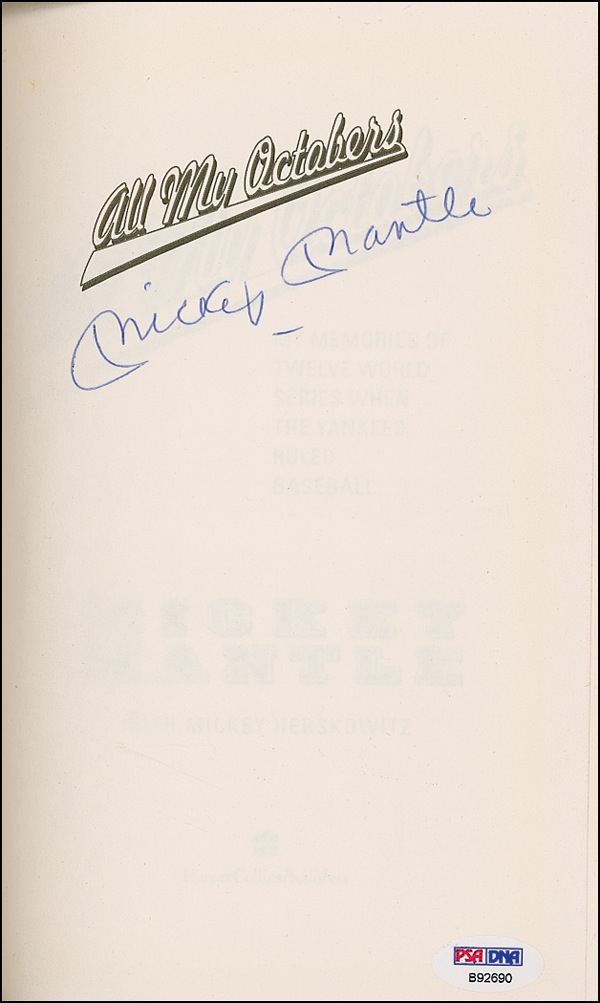 All My Octobers
Mickey Mantle
MY MEMORIES OF
TWELVE WORLD
SERIES WHEN
THE YANKEES
RULED
BASEBALL
MICKEY
MANTLE
WITH MICKEY HERSKOWITZ
HarperCollinsPublishers
PSA DNA
B92690